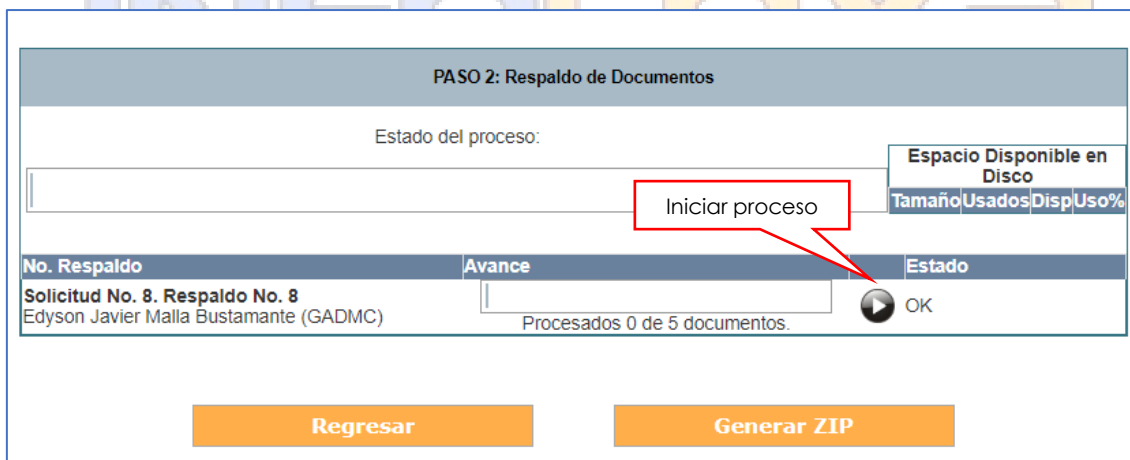 PASO 2: Respaldo de Documentos
Estado del proceso:
Espacio Disponible en
Disco
Tamaño Usados Disp Uso%
Iniciar proceso
No. Respaldo Avance Estado
Solicitud No. 8. Respaldo No. 8
Edyson Javier Malla Bustamante (GADMC)
Procesados 0 de 5 documentos.
OK
Regresar Generar ZIP